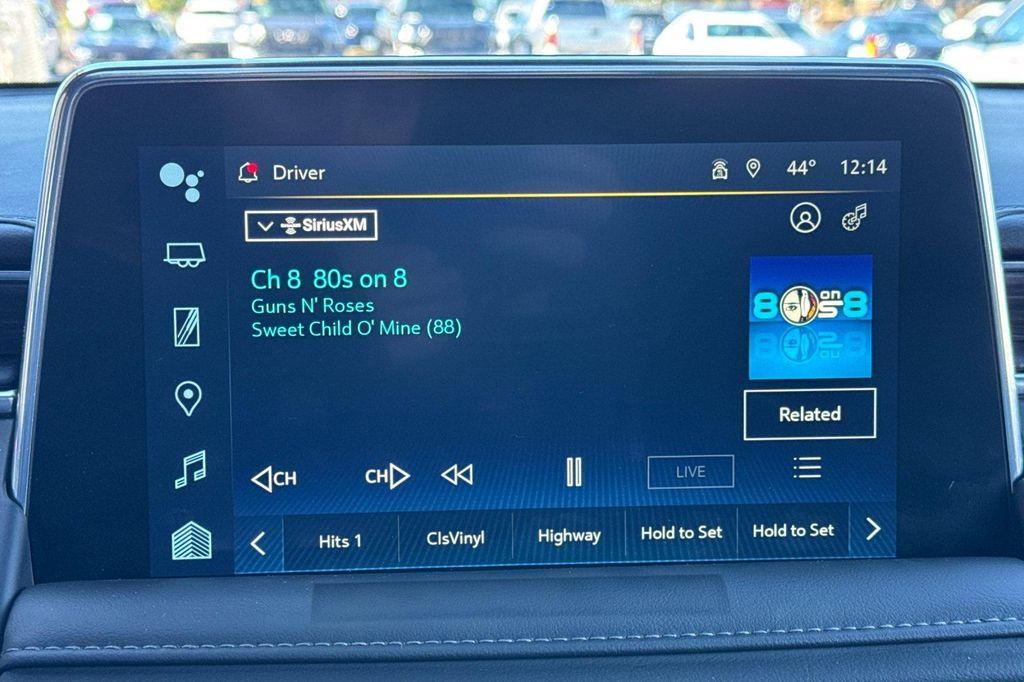 Driver
44° 12:14
SiriusXM
Ch 8 80s on 8
Guns N' Roses
Sweet Child O' Mine (88)
80s on 8
Related
CH
CH
LIVE
Hits 1
ClsVinyl
Highway
Hold to Set
Hold to Set